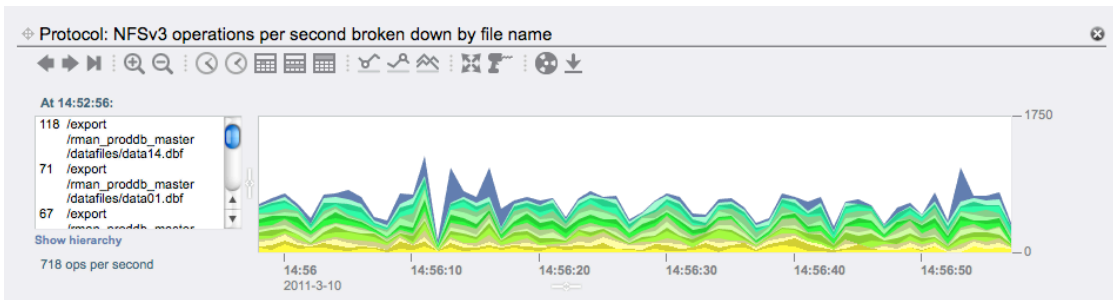 Protocol: NFSv3 operations per second broken down by file name
At 14:52:56:
118 /export
/rman_proddb_master
/datafiles/data14.dbf
71 /export
/rman_proddb_master
/datafiles/data01.dbf
67 /export
Show hierarchy
718 ops per second
1750
0
14:56 14:56:10 14:56:20 14:56:30 14:56:40 14:56:50
2011-3-10